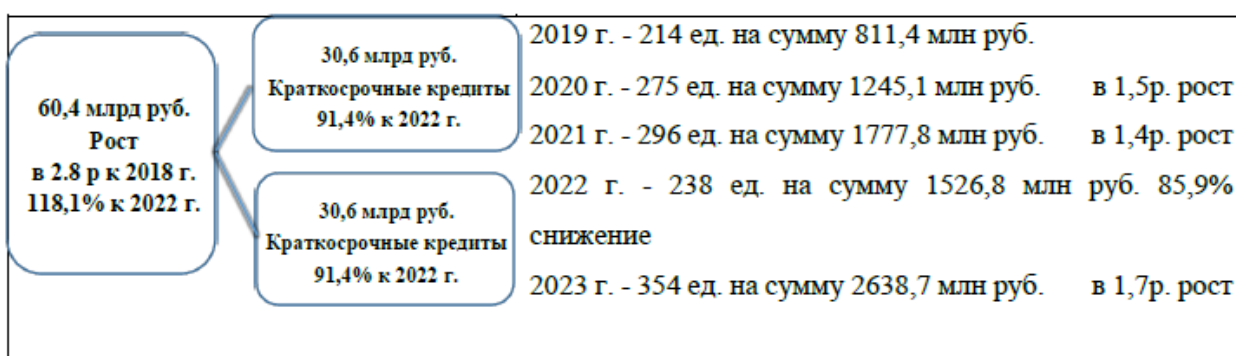 60,4 млрд руб.
Рост
в 2.8 р к 2018 г.
118,1% к 2022 г.
30,6 млрд руб.
Краткосрочные кредиты
91,4% к 2022 г.
30,6 млрд руб.
Краткосрочные кредиты
91,4% к 2022 г.
2019 г. - 214 ед. на сумму 811,4 млн руб.
2020 г. - 275 ед. на сумму 1245,1 млн руб. в 1,5р. рост
2021 г. - 296 ед. на сумму 1777,8 млн руб. в 1,4р. рост
2022 г. - 238 ед. на сумму 1526,8 млн руб. 85,9%
снижение
2023 г. - 354 ед. на сумму 2638,7 млн руб. в 1,7р. рост